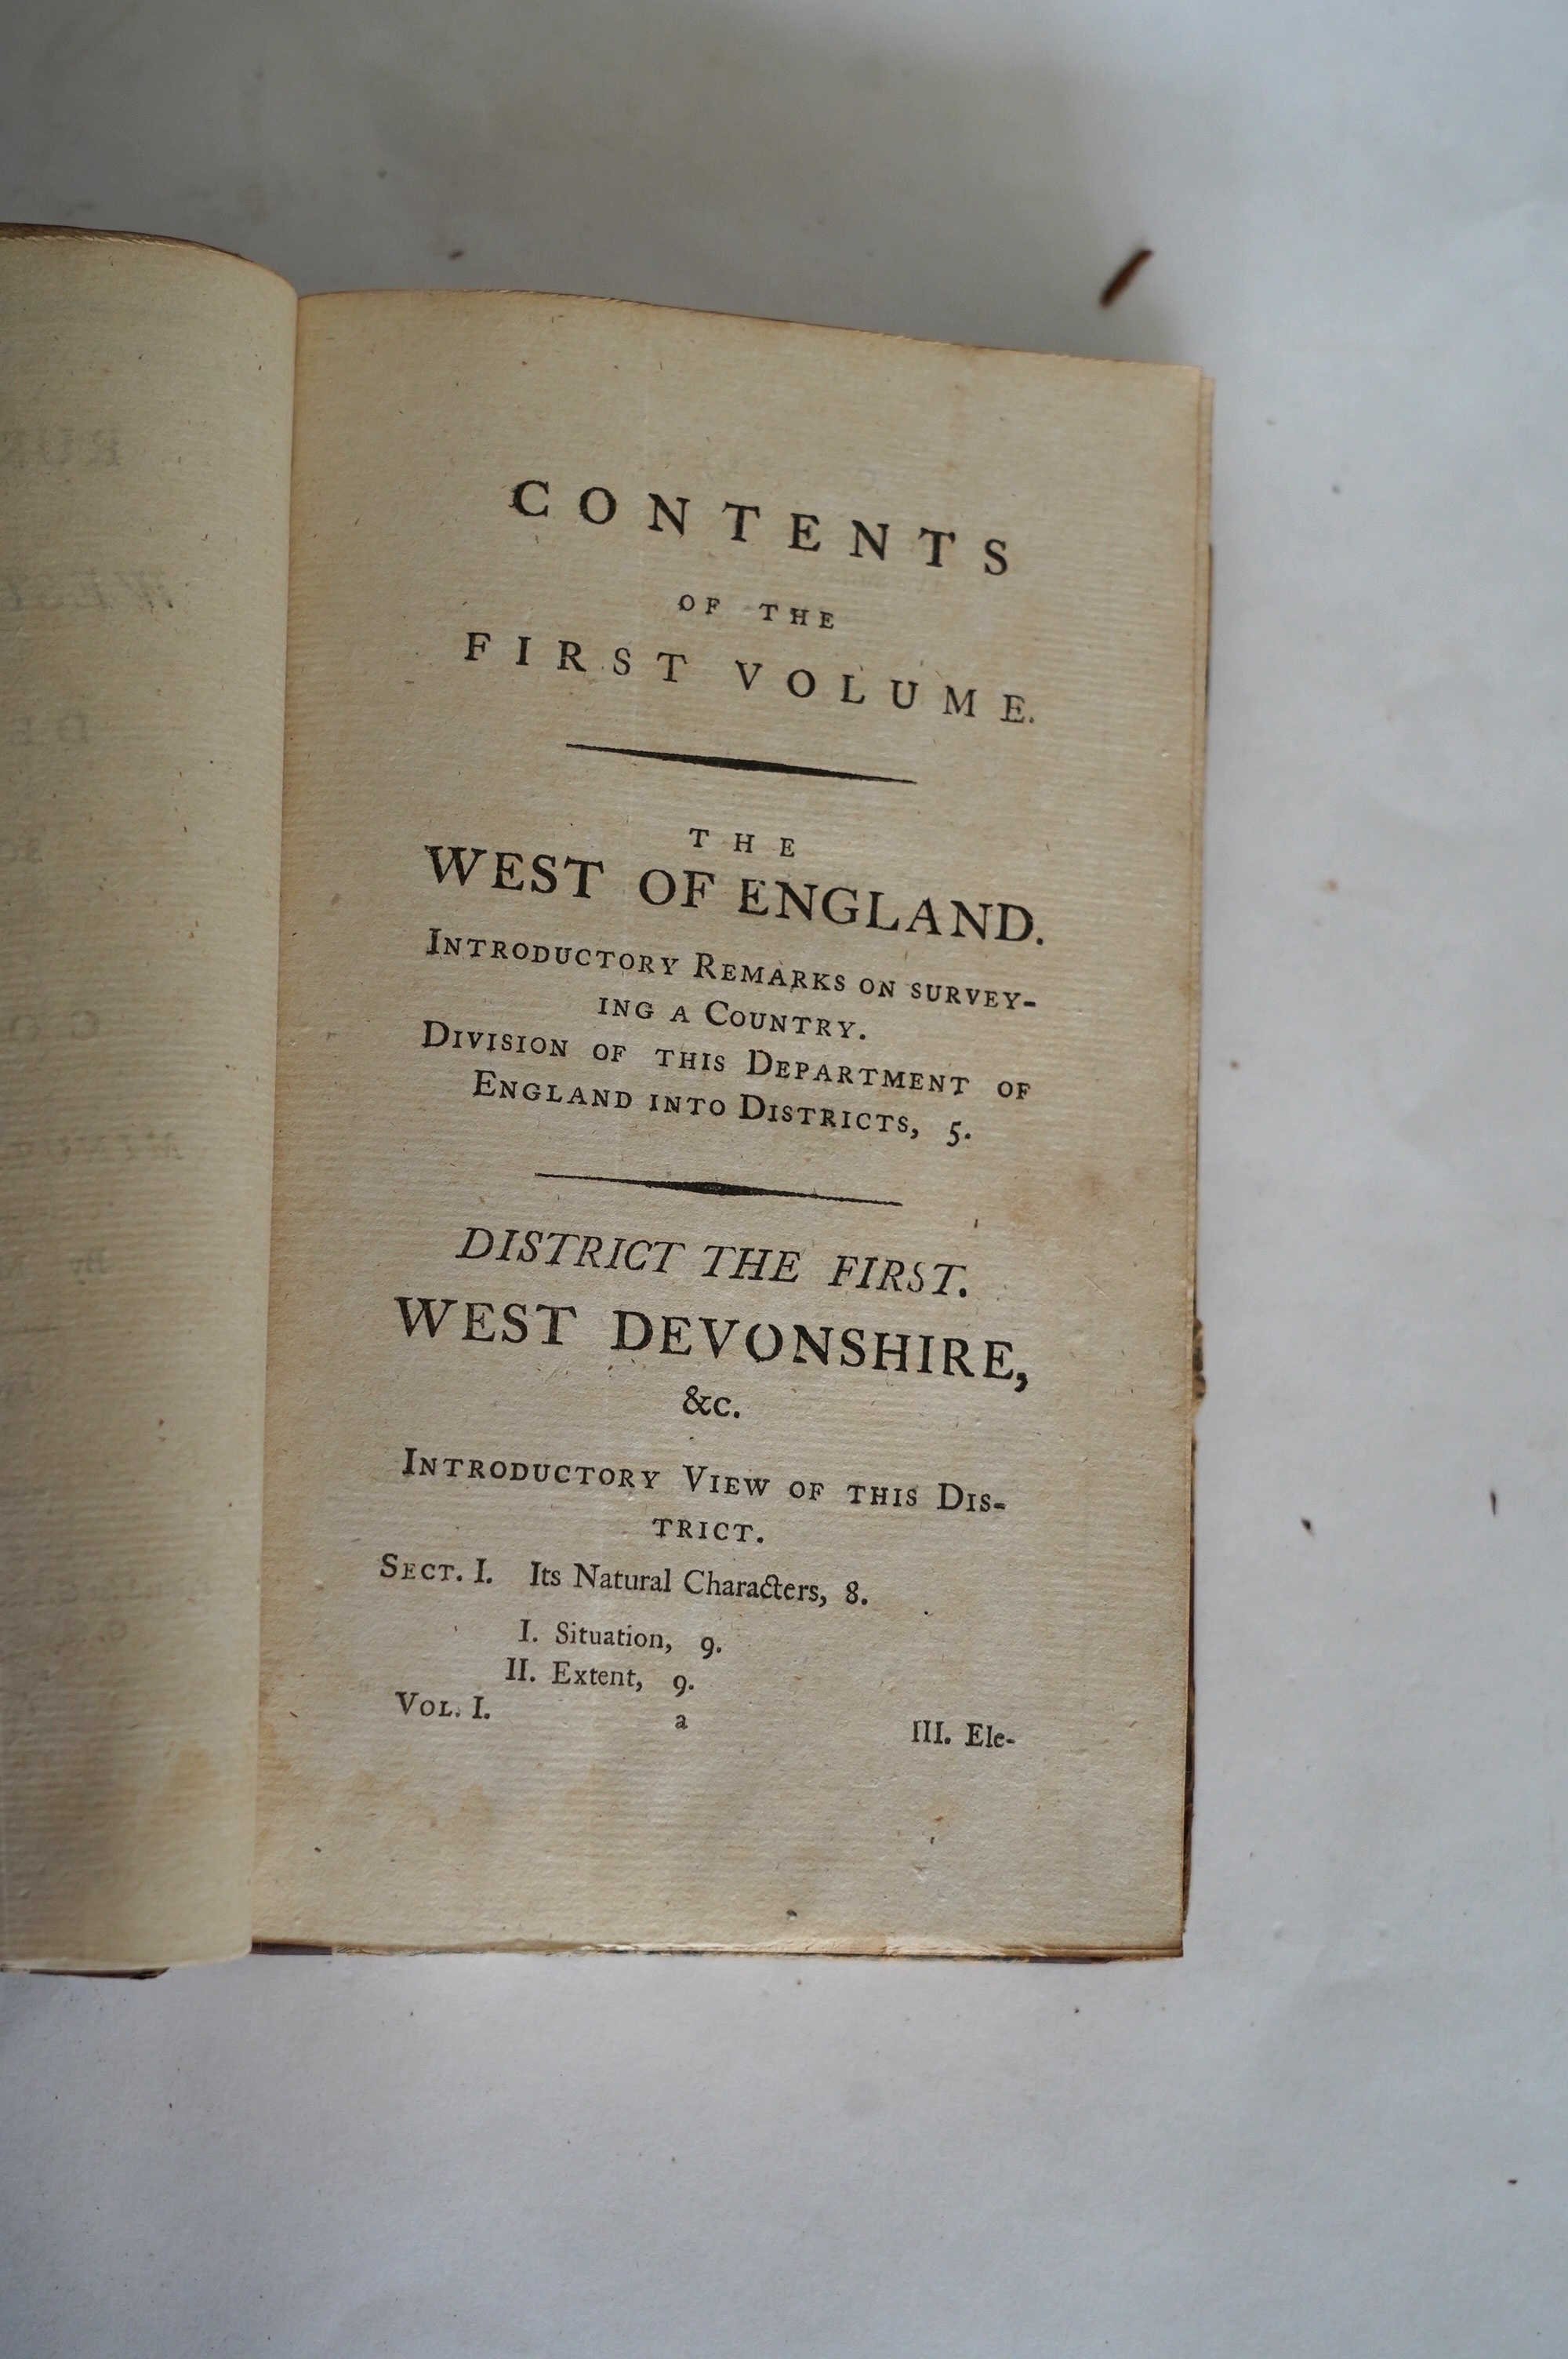 CONTENTS
OF THE
FIRST VOLUME.
THE
WEST OF ENGLAND.
INTRODUCTORY REMARKS ON SURVEY-
ING A COUNTRY.
DIVISION OF THIS DEPARTMENT OF
ENGLAND INTO DISTRICTS, 5.
DISTRICT THE FIRST.
WEST DEVONSHIRE,
&c.
INTRODUCTORY VIEW OF THIS DIS-
TRICT.
SECT. I. Its Natural Characters, 8.
I. Situation, 9.
II. Extent, 9.
VOL. I. a III. Ele-